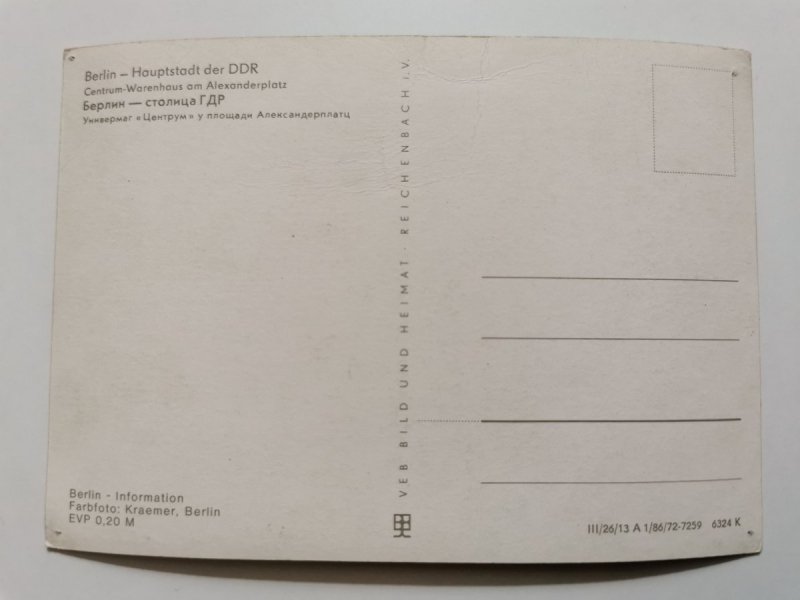 Berlin – Hauptstadt der DDR
Centrum-Warenhaus am Alexanderplatz
Берлин — столица ГДР
Универмаг «Центрум» у площади Александерплатц
VEB BILD UND HEIMAT · REICHENBACH i. V.
Berlin - Information
Farbfoto: Kraemer, Berlin
EVP 0,20 M
III/26/13 A 1/86/72-7259 6324 K